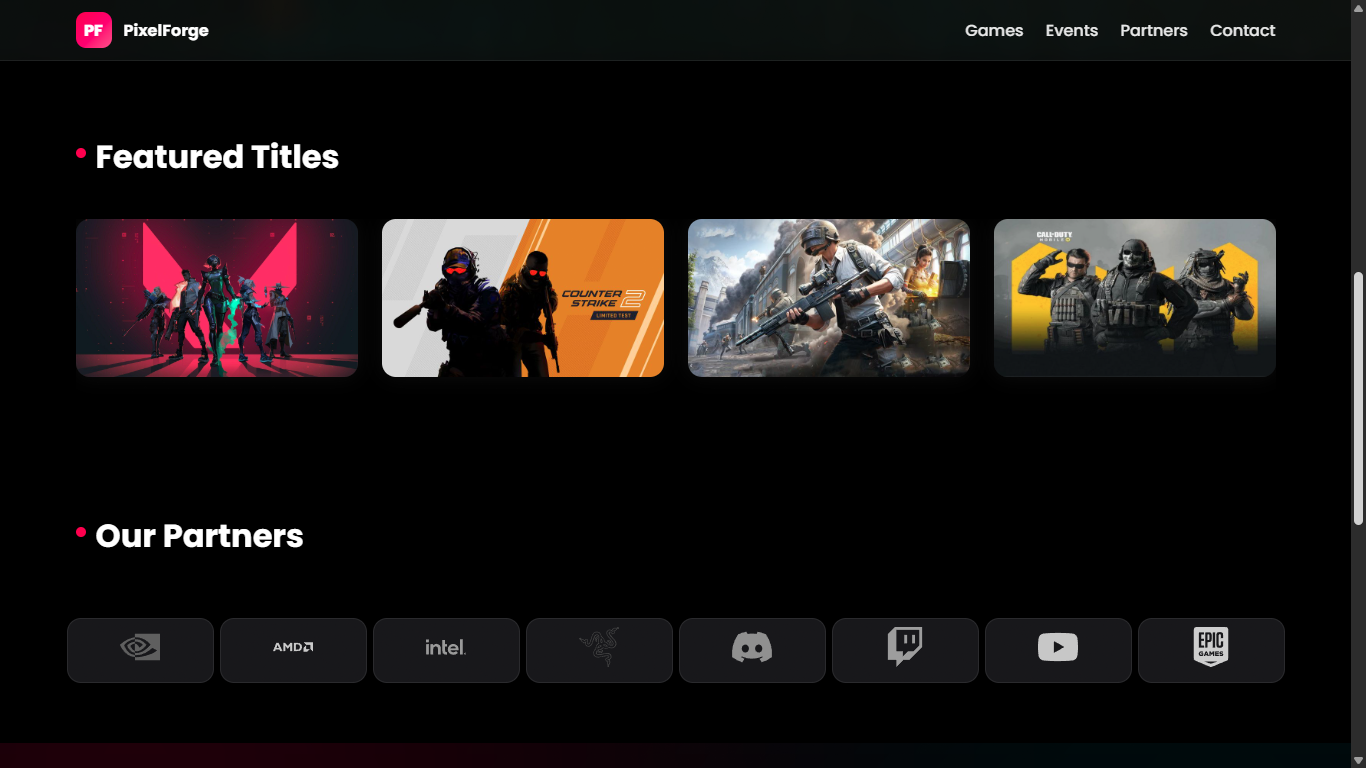 PF PixelForge Games Events Partners Contact
Featured Titles
COUNTER
STRIKE 2
LIMITED TEST
CALL OF DUTY
MOBILE
Our Partners
AMD
intel.
EPIC
GAMES